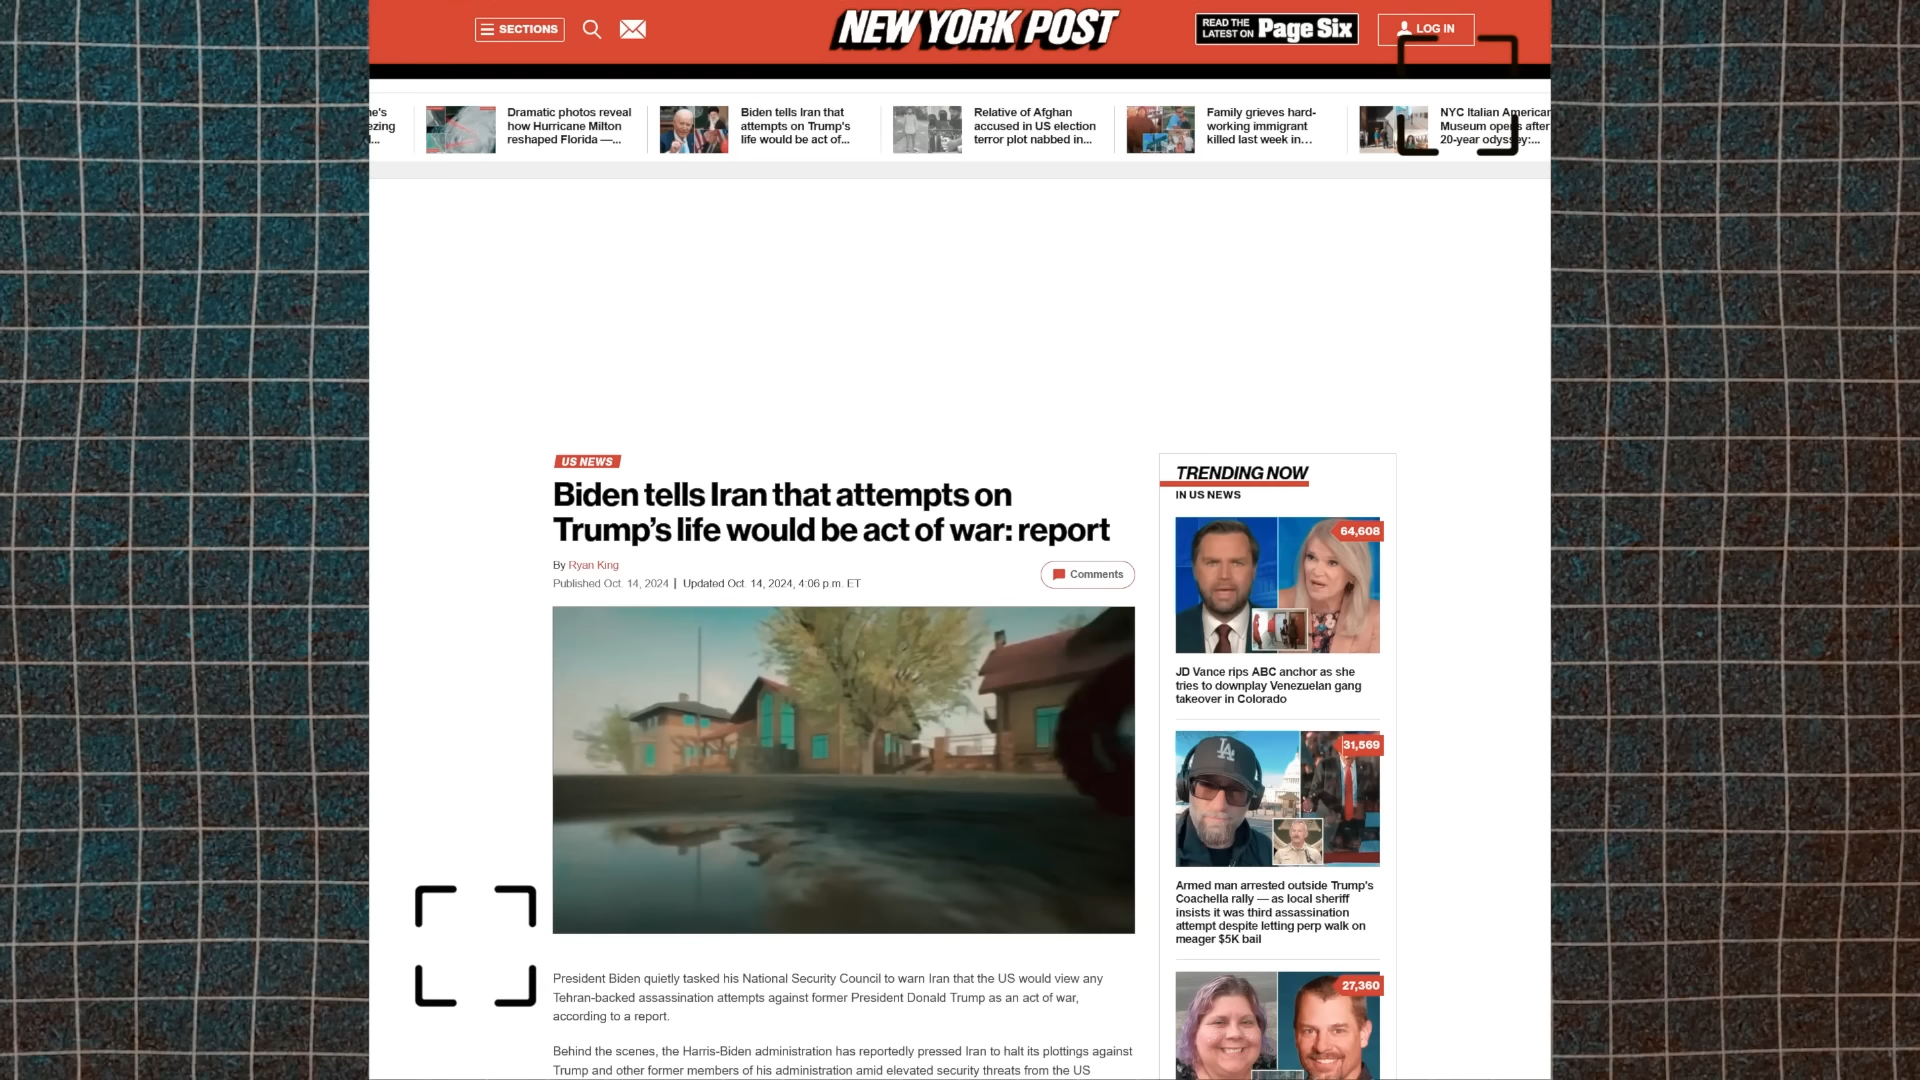 SECTIONS
NEW YORK POST
READ THE
LATEST ON
Page Six
LOG IN
Dramatic photos reveal
how Hurricane Milton
reshaped Florida —...
Biden tells Iran that
attempts on Trump's
life would be act of...
Relative of Afghan
accused in US election
terror plot nabbed in...
Family grieves hard-
working immigrant
killed last week in...
NYC Italian American
Museum opens after
20-year odyssey:...
US NEWS
Biden tells Iran that attempts on
Trump’s life would be act of war: report
By Ryan King
Published Oct. 14, 2024 | Updated Oct. 14, 2024, 4:06 p.m. ET
Comments
President Biden quietly tasked his National Security Council to warn Iran that the US would view any
Tehran-backed assassination attempts against former President Donald Trump as an act of war,
according to a report.
Behind the scenes, the Harris-Biden administration has reportedly pressed Iran to halt its plottings against
Trump and other former members of his administration amid elevated security threats from the US
TRENDING NOW
IN US NEWS
64,608
JD Vance rips ABC anchor as she
tries to downplay Venezuelan gang
takeover in Colorado
LA
31,569
Armed man arrested outside Trump's
Coachella rally — as local sheriff
insists it was third assassination
attempt despite letting perp walk on
meager $5K bail
27,360